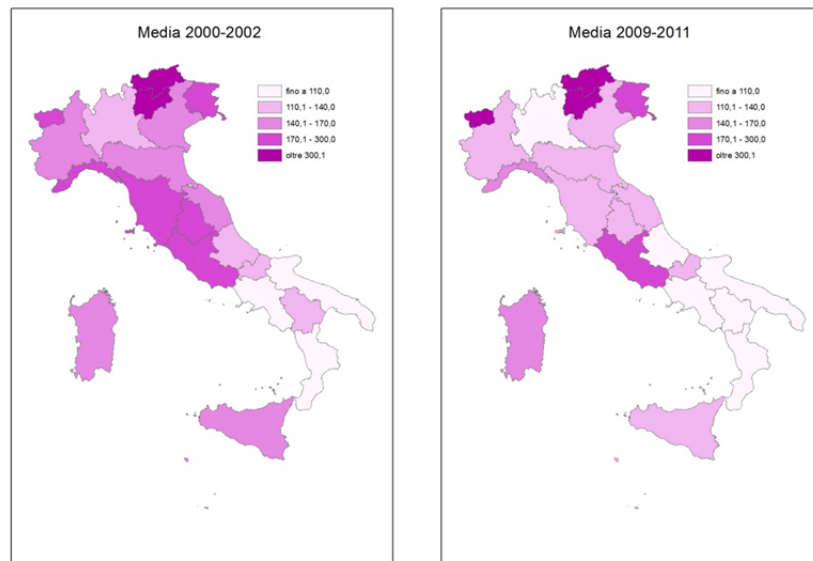 Media 2000-2002
fino a 110,0
110,1 - 140,0
140,1 - 170,0
170,1 - 300,0
oltre 300,1
Media 2009-2011
fino a 110,0
110,1 - 140,0
140,1 - 170,0
170,1 - 300,0
oltre 300,1